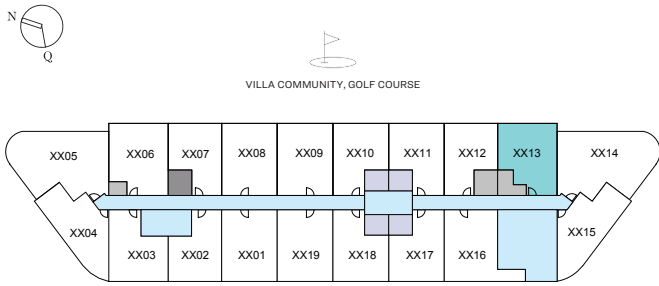 N
Q
VILLA COMMUNITY, GOLF COURSE
XX05 XX06 XX07 XX08 XX09 XX10 XX11 XX12 XX13 XX14
XX04 XX03 XX02 XX01 XX19 XX18 XX17 XX16 XX15